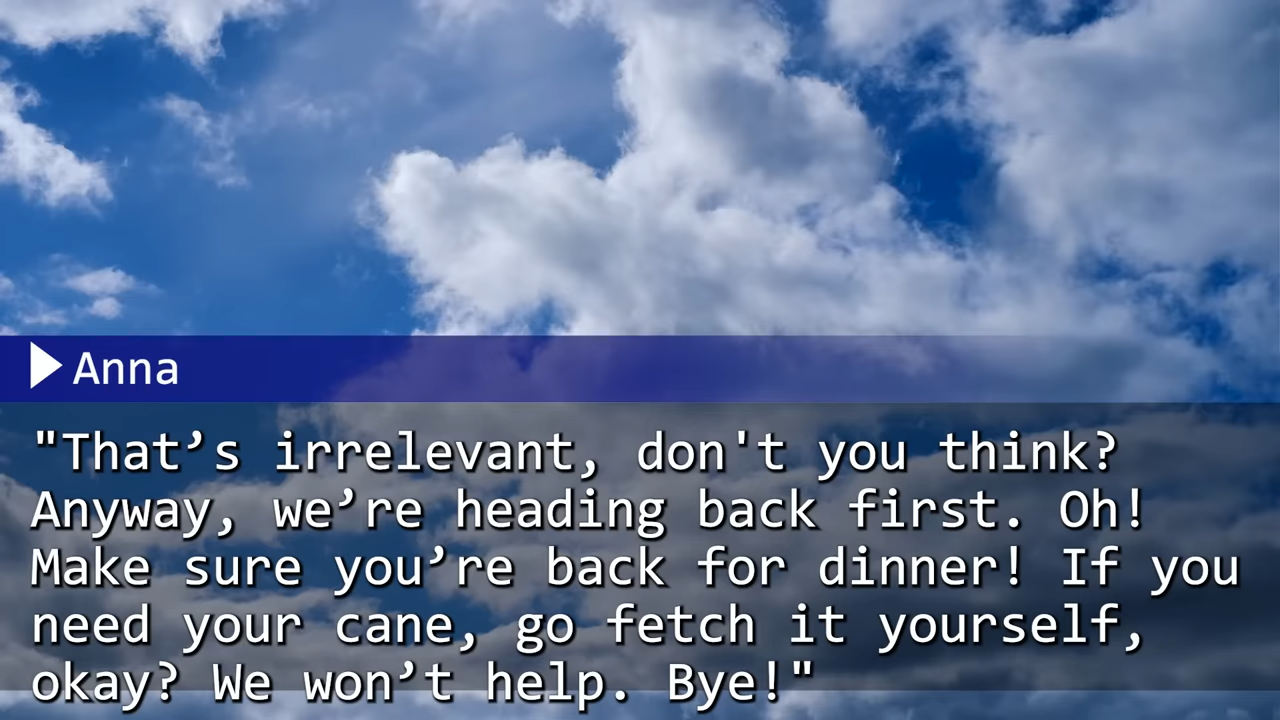 Anna
"That’s irrelevant, don't you think?
Anyway, we’re heading back first. Oh!
Make sure you’re back for dinner! If you
need your cane, go fetch it yourself,
okay? We won’t help. Bye!"